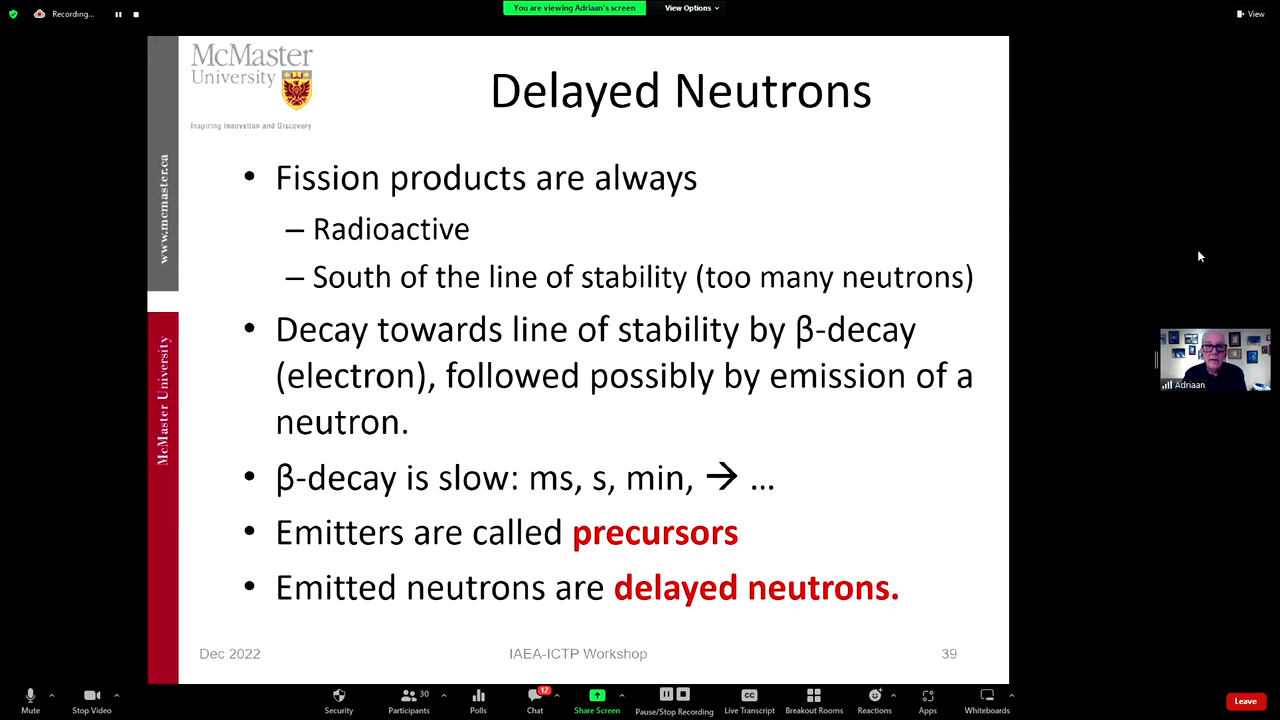 Recording...
You are viewing Adriaan's screen
View Options
View
McMaster
University
Inspiring Innovation and Discovery
www.mcmaster.ca
McMaster University
Delayed Neutrons
• Fission products are always
– Radioactive
– South of the line of stability (too many neutrons)
• Decay towards line of stability by β-decay
(electron), followed possibly by emission of a
neutron.
• β-decay is slow: ms, s, min, → …
• Emitters are called precursors
• Emitted neutrons are delayed neutrons.
Dec 2022
IAEA-ICTP Workshop
39
Adriaan
Mute
Stop Video
Security
30
Participants
Polls
12
Chat
Share Screen
Pause/Stop Recording
CC
Live Transcript
Breakout Rooms
Reactions
Apps
Whiteboards
Leave